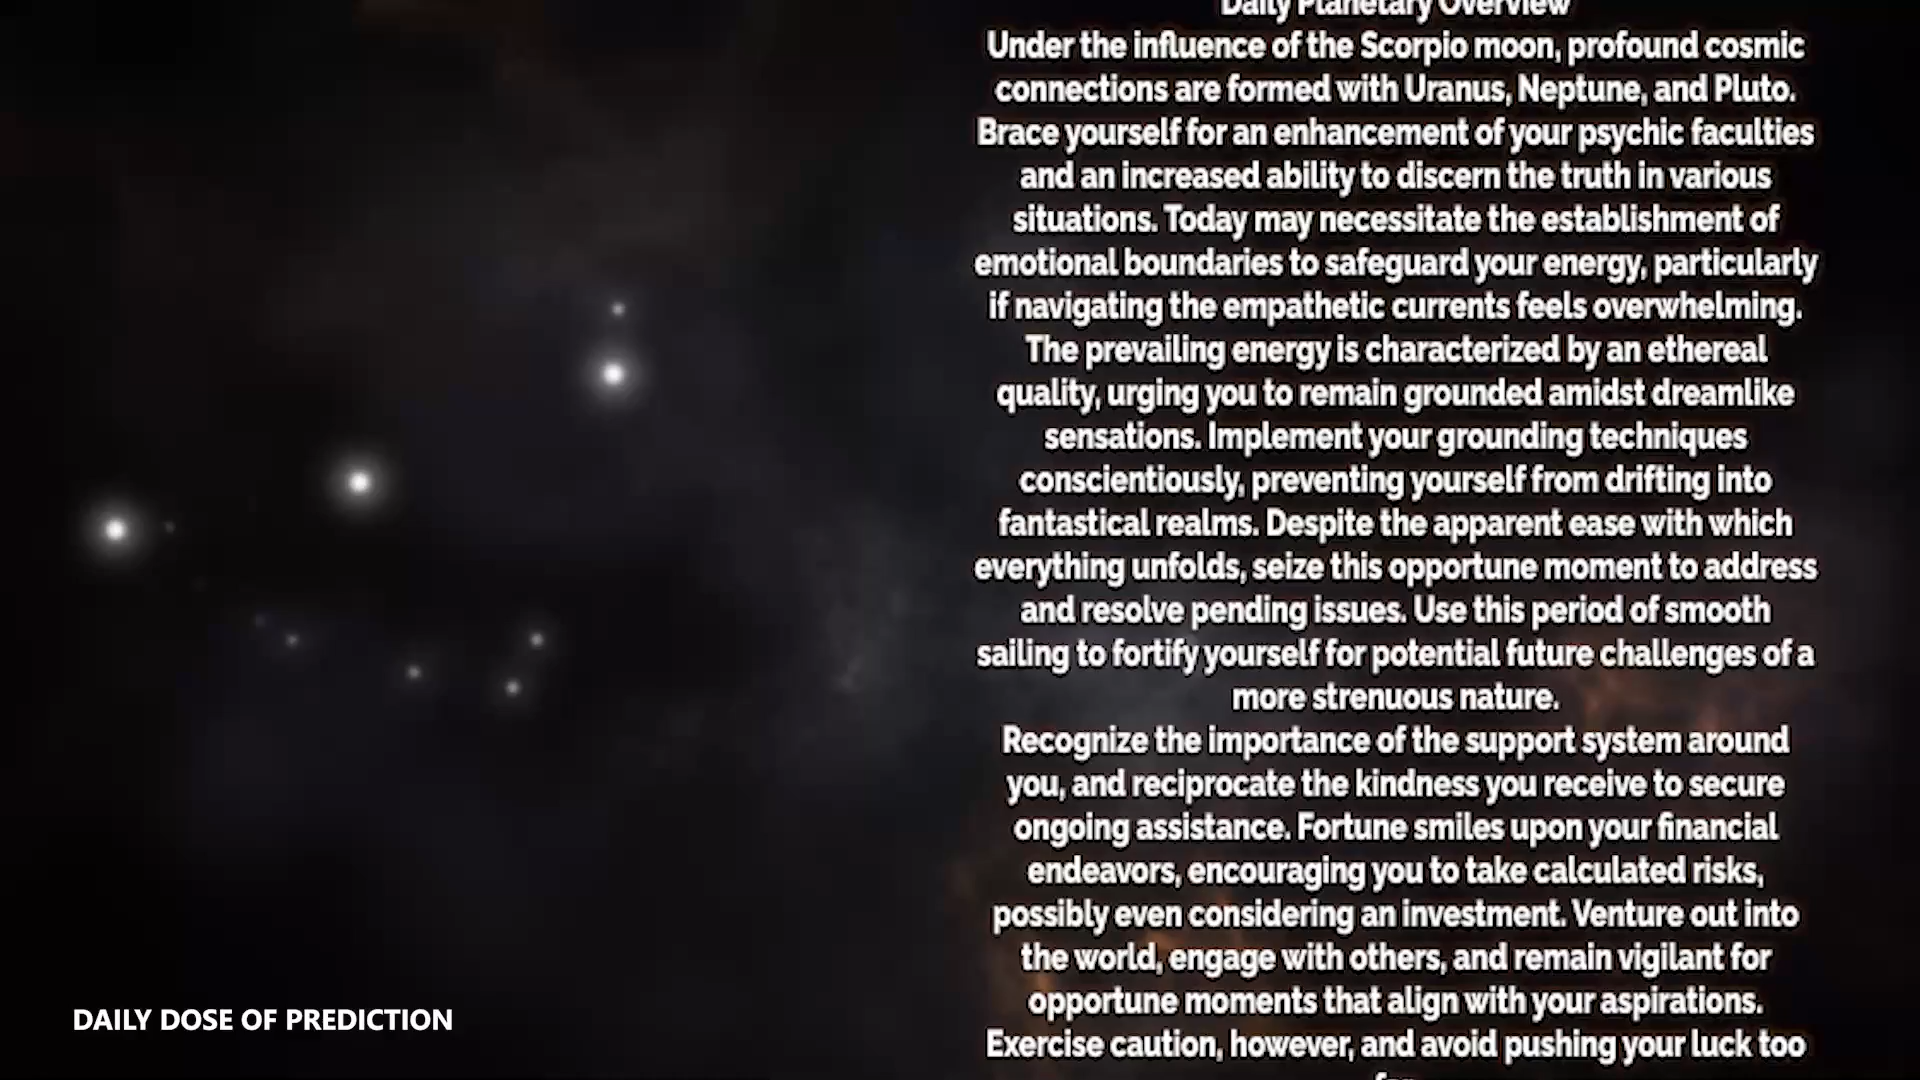 Daily Planetary Overview
Under the influence of the Scorpio moon, profound cosmic
connections are formed with Uranus, Neptune, and Pluto.
Brace yourself for an enhancement of your psychic faculties
and an increased ability to discern the truth in various
situations. Today may necessitate the establishment of
emotional boundaries to safeguard your energy, particularly
if navigating the empathetic currents feels overwhelming.
The prevailing energy is characterized by an ethereal
quality, urging you to remain grounded amidst dreamlike
sensations. Implement your grounding techniques
conscientiously, preventing yourself from drifting into
fantastical realms. Despite the apparent ease with which
everything unfolds, seize this opportune moment to address
and resolve pending issues. Use this period of smooth
sailing to fortify yourself for potential future challenges of a
more strenuous nature.
Recognize the importance of the support system around
you, and reciprocate the kindness you receive to secure
ongoing assistance. Fortune smiles upon your financial
endeavors, encouraging you to take calculated risks,
possibly even considering an investment. Venture out into
the world, engage with others, and remain vigilant for
opportune moments that align with your aspirations.
Exercise caution, however, and avoid pushing your luck too
DAILY DOSE OF PREDICTION